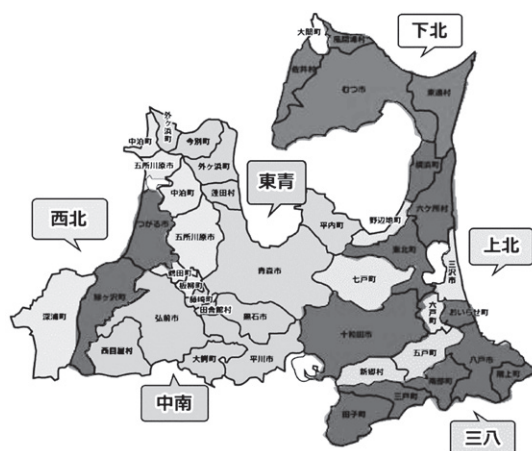 大間町
風間浦村
下北
佐井村
むつ市
東通村
外ヶ浜町
中泊町
今別町
五所川原市
外ヶ浜町
中泊町
蓬田村
東青
横浜町
西北
つがる市
平内町
野辺地町
六ケ所村
五所川原市
東北町
上北
鶴田町
青森市
七戸町
三沢市
板柳町
鰺ヶ沢町
藤崎町
六戸町
おいらせ町
深浦町
田舎館村
弘前市
黒石市
十和田市
五戸町
八戸市
西目屋村
大鰐町
平川市
新郷村
南部町
階上町
中南
三戸町
田子町
三八